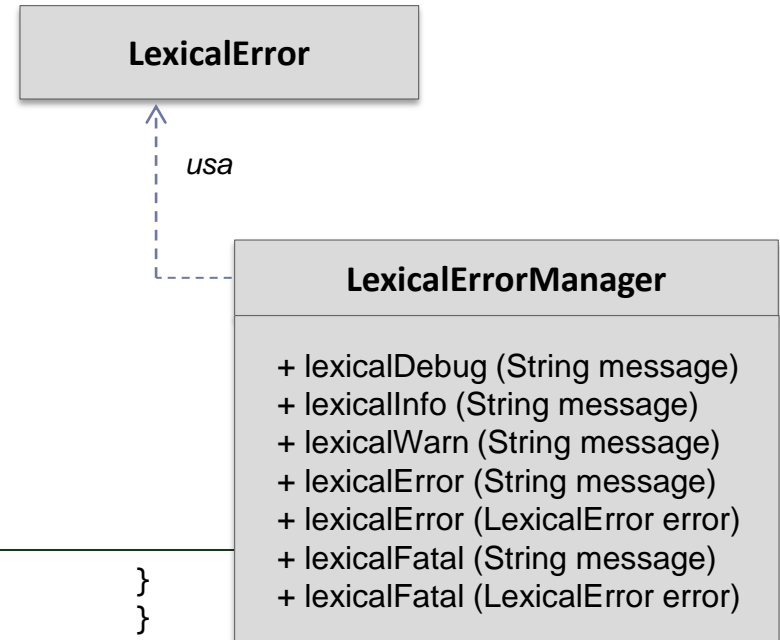 LexicalError
usa
LexicalErrorManager
+ lexicalDebug (String message)
+ lexicalInfo (String message)
+ lexicalWarn (String message)
+ lexicalError (String message)
+ lexicalError (LexicalError error)
+ lexicalFatal (String message)
+ lexicalFatal (LexicalError error)
}
}